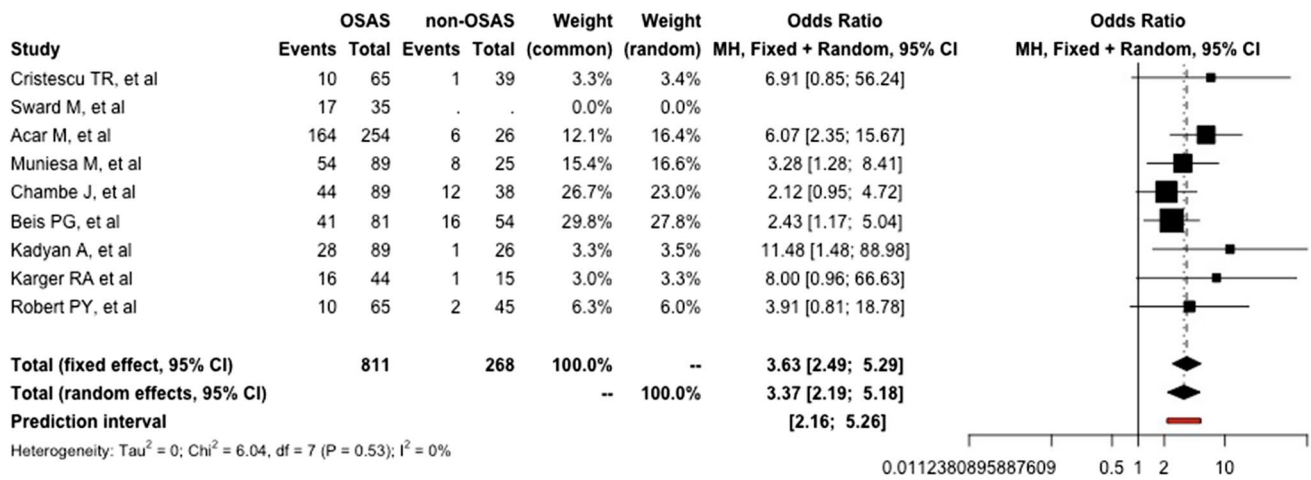 OSAS non-OSAS Weight Weight Odds Ratio Odds Ratio
Study Events Total Events Total (common) (random) MH, Fixed + Random, 95% CI MH, Fixed + Random, 95% CI
Cristescu TR, et al 10 65 1 39 3.3% 3.4% 6.91 [0.85; 56.24]
Sward M, et al 17 35 . . 0.0% 0.0%
Acar M, et al 164 254 6 26 12.1% 16.4% 6.07 [2.35; 15.67]
Muniesa M, et al 54 89 8 25 15.4% 16.6% 3.28 [1.28; 8.41]
Chambe J, et al 44 89 12 38 26.7% 23.0% 2.12 [0.95; 4.72]
Beis PG, et al 41 81 16 54 29.8% 27.8% 2.43 [1.17; 5.04]
Kadyan A, et al 28 89 1 26 3.3% 3.5% 11.48 [1.48; 88.98]
Karger RA et al 16 44 1 15 3.0% 3.3% 8.00 [0.96; 66.63]
Robert PY, et al 10 65 2 45 6.3% 6.0% 3.91 [0.81; 18.78]
Total (fixed effect, 95% CI) 811 268 100.0% -- 3.63 [2.49; 5.29]
Total (random effects, 95% CI) -- 100.0% 3.37 [2.19; 5.18]
Prediction interval [2.16; 5.26]
Heterogeneity: Tau² = 0; Chi² = 6.04, df = 7 (P = 0.53); I² = 0%
0.0112380895887609 0.5 1 2 10